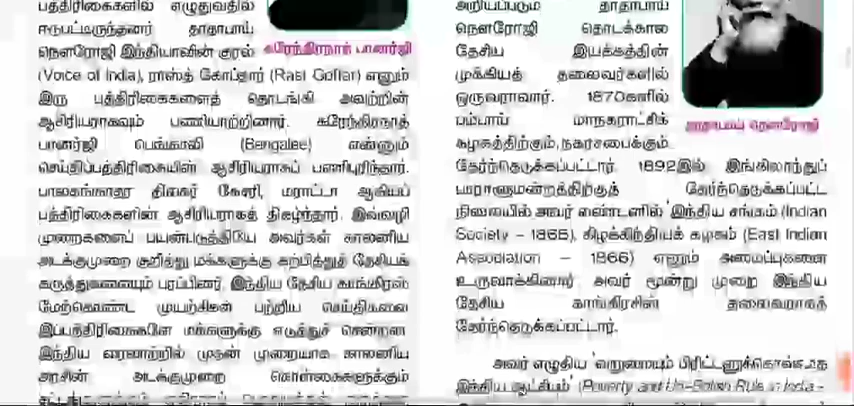 பத்திரிகைகளில் எழுதுவதில்
ஈடுபட்டிருந்தனர் தாதாபாய்
நௌரோஜி இந்தியாவின் குரல்
(Voice of India), ராஸ்த் கோப்தார் (Rast Goftar) எனும்
இரு பத்திரிகைகளைத் தொடங்கி அவற்றின்
ஆசிரியராகவும் பணியாற்றினார். சுரேந்திரநாத்
பானர்ஜி பெங்காலி (Bengalee) என்னும்
செய்திப்பத்திரிகையின் ஆசிரியராகப் பணிபுரிந்தார்.
பாலகங்காதர திலகர் கேசரி, மராட்டா ஆகியப்
பத்திரிகைகளின் ஆசிரியராகத் திகழ்ந்தார். இவ்வழி
முறைகளைப் பயன்படுத்தியே அவர்கள் காலனிய
அடக்குமுறை குறித்து மக்களுக்கு கற்பித்துத் தேசியக்
கருத்துகளையும் பரப்பினர். இந்திய தேசிய காங்கிரஸ்
மேற்கொண்ட முயற்சிகள் பற்றிய செய்திகளை
இப்பத்திரிகைகளே மக்களுக்கு எடுத்துச் சென்றன.
இந்திய வரலாற்றில் முதன் முறையாக காலனிய
அரசின் அடக்குமுறை கொள்கைகளுக்கும்
சுரேந்திரநாத் பானர்ஜி
அறியப்படும் தாதாபாய்
நௌரோஜி தொடக்கால
தேசிய இயக்கத்தின்
முக்கியத் தலைவர்களில்
ஒருவராவார். 1870களில்
பம்பாய் மாநகராட்சிக்
கழகத்திற்கும், நகரசபைக்கும்
தேர்ந்தெடுக்கப்பட்டார். 1892இல் இங்கிலாந்துப்
பாராளுமன்றத்திற்குத் தேர்ந்தெடுக்கப்பட்ட
நிலையில் அவர் லண்டனில் 'இந்திய சங்கம் (Indian
Society – 1865), கிழக்கிந்தியக் கழகம் (East Indian
Association – 1866) எனும் அமைப்புகளை
உருவாக்கினார். அவர் மூன்று முறை இந்திய
தேசிய காங்கிரசின் தலைவராகத்
தேர்ந்தெடுக்கப்பட்டார்.
தாதாபாய் நௌரோஜி
அவர் எழுதிய 'வறுமையும் பிரிட்டனுக்கொவ்வாத
இந்திய ஆட்சியும்' (Poverty and Un-British Rule in India –